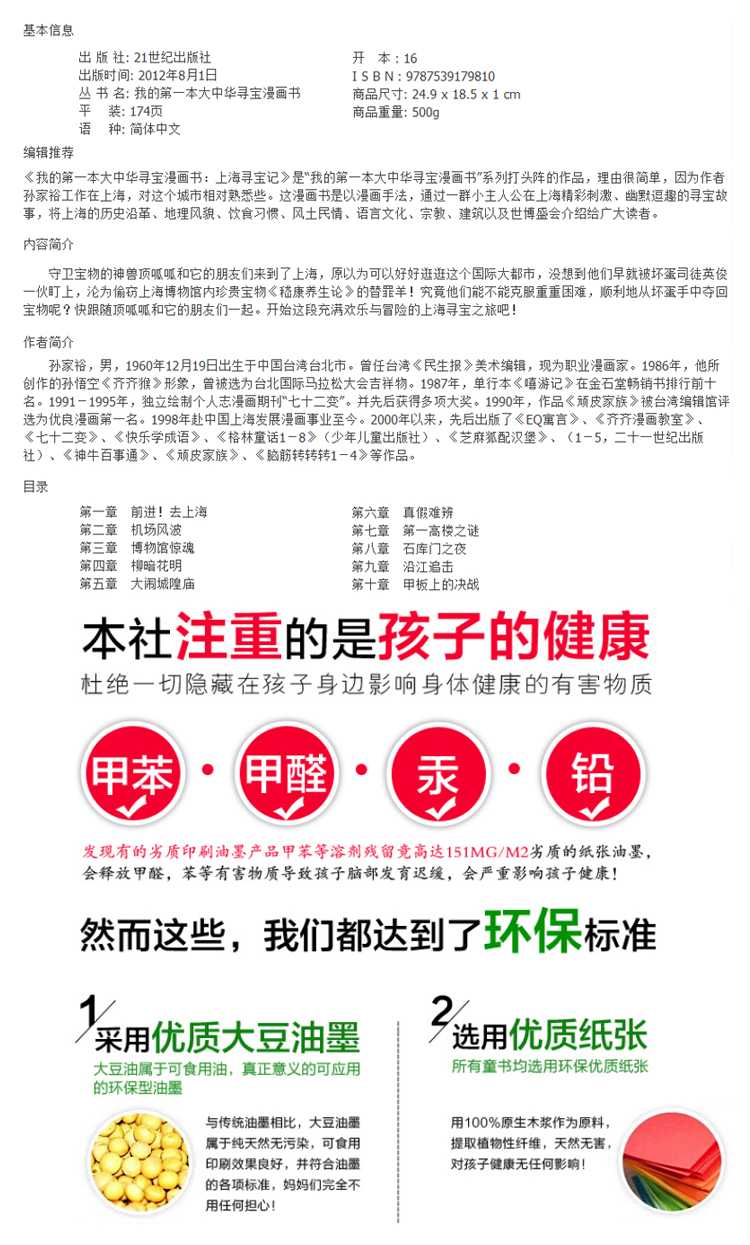 基本信息
出 版 社: 21世纪出版社
开 本 : 16
出版时间: 2012年8月1日
I S B N : 9787539179810
丛 书 名: 我的第一本大中华寻宝漫画书
商品尺寸: 24.9 x 18.5 x 1 cm
平 装: 174页
商品重量: 500g
语 种: 简体中文
编辑推荐
《我的第一本大中华寻宝漫画书：上海寻宝记》是“我的第一本大中华寻宝漫画书”系列打头阵的作品，理由很简单，因为作者
孙家裕工作在上海，对这个城市相对熟悉些。这漫画书是以漫画手法，通过一群小主人公在上海精彩刺激、幽默逗趣的寻宝故
事，将上海的历史沿革、地理风貌、饮食习惯、风土民情、语言文化、宗教、建筑以及世博盛会介绍给广大读者。
内容简介
守卫宝物的神兽顶呱呱和它的朋友们来到了上海，原以为可以好好逛逛这个国际大都市，没想到他们早就被坏蛋司徒英俊
一伙盯上，沦为偷窃上海博物馆内珍贵宝物《嵇康养生论》的替罪羊！究竟他们能不能克服重重困难，顺利地从坏蛋手中夺回
宝物呢？快跟随顶呱呱和它的朋友们一起。开始这段充满欢乐与冒险的上海寻宝之旅吧！
作者简介
孙家裕，男，1960年12月19日出生于中国台湾台北市。曾任台湾《民生报》美术编辑，现为职业漫画家。1986年，他所
创作的孙悟空《齐齐猴》形象，曾被选为台北国际马拉松大会吉祥物。1987年，单行本《嘻游记》在金石堂畅销书排行前十
名。1991－1995年，独立绘制个人志漫画期刊“七十二变”。并先后获得多项大奖。1990年，作品《顽皮家族》被台湾编辑馆评
选为优良漫画第一名。1998年赴中国上海发展漫画事业至今。2000年以来，先后出版了《EQ寓言》、《齐齐漫画教室》、
《七十二变》、《快乐学成语》、《格林童话1－8》（少年儿童出版社）、《芝麻狐配汉堡》、（1－5，二十一世纪出版
社）、《神牛百事通》、《顽皮家族》、《脑筋转转转1－4》等作品。
目录
第一章 前进！去上海
第六章 真假难辨
第二章 机场风波
第七章 第一高楼之谜
第三章 博物馆惊魂
第八章 石库门之夜
第四章 柳暗花明
第九章 沿江追击
第五章 大闹城隍庙
第十章 甲板上的决战
本社注重的是孩子的健康
杜绝一切隐藏在孩子身边影响身体健康的有害物质
甲苯·甲醛·汞·铅
发现有的劣质印刷油墨产品甲苯等溶剂残留竟高达151MG/M2劣质的纸张油墨，
会释放甲醛，苯等有害物质导致孩子脑部发育迟缓，会严重影响孩子健康！
然而这些，我们都达到了环保标准
1
采用优质大豆油墨
大豆油属于可食用油，真正意义的可应用
的环保型油墨
与传统油墨相比，大豆油墨
属于纯天然无污染，可食用
印刷效果良好，并符合油墨
的各项标准，妈妈们完全不
用任何担心！
2
选用优质纸张
所有童书均选用环保优质纸张
用100%原生木浆作为原料，
提取植物性纤维，天然无害，
对孩子健康无任何影响！